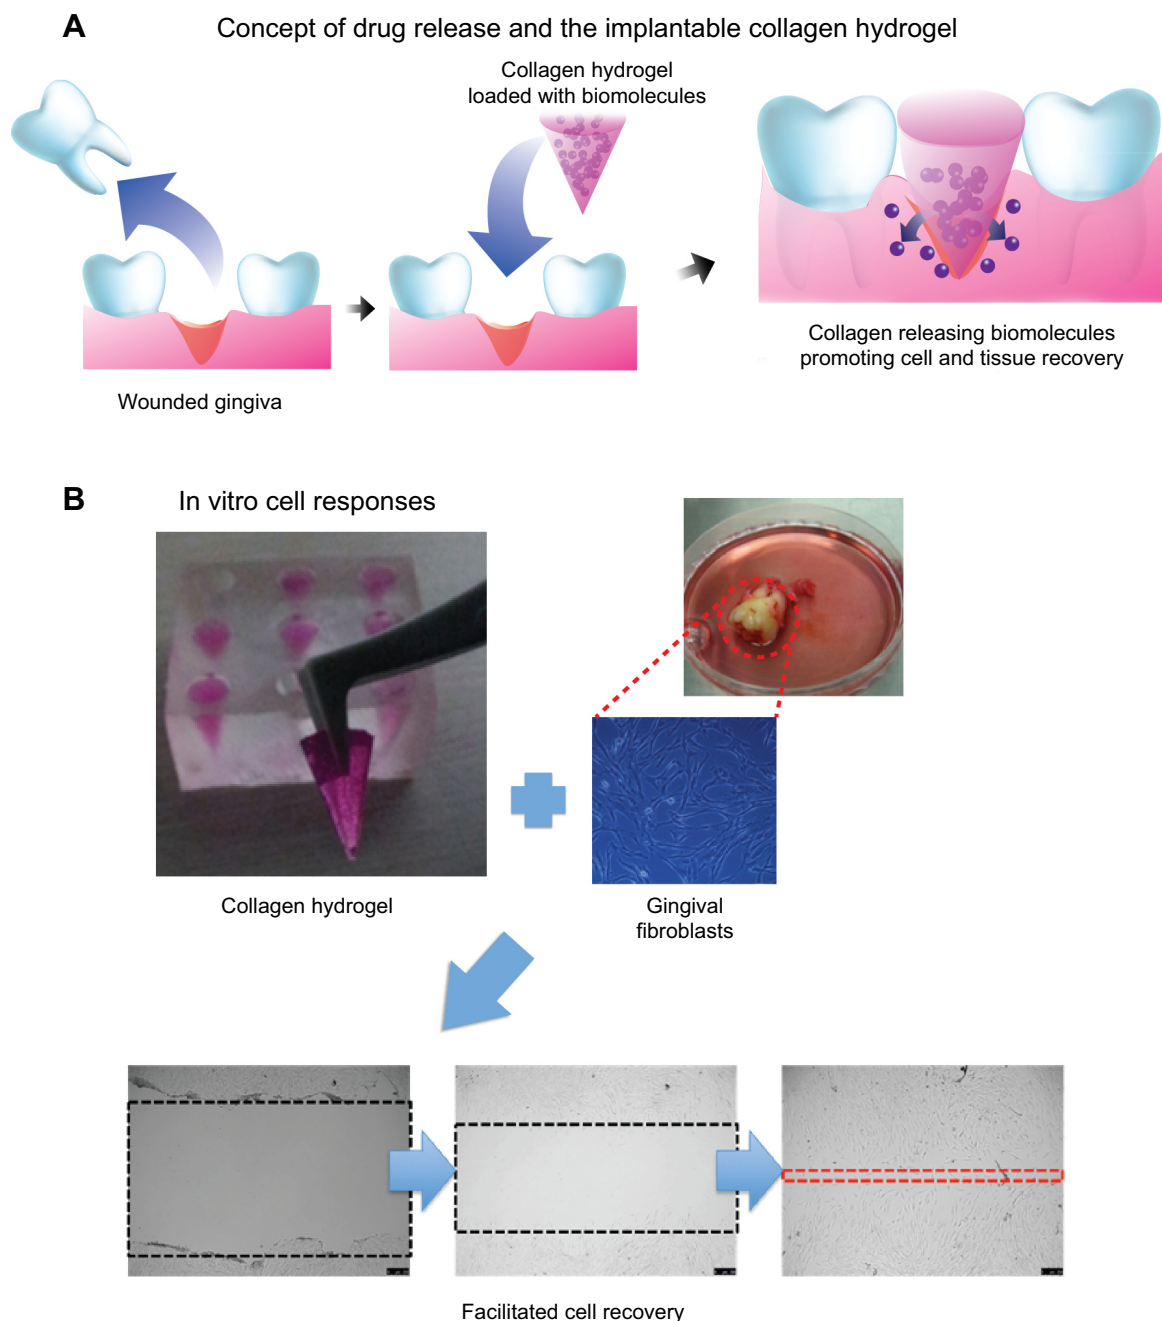 A
Concept of drug release and the implantable collagen hydrogel
Collagen hydrogel
loaded with biomolecules
Wounded gingiva
Collagen releasing biomolecules
promoting cell and tissue recovery
B
In vitro cell responses
Collagen hydrogel
Gingival
fibroblasts
Facilitated cell recovery